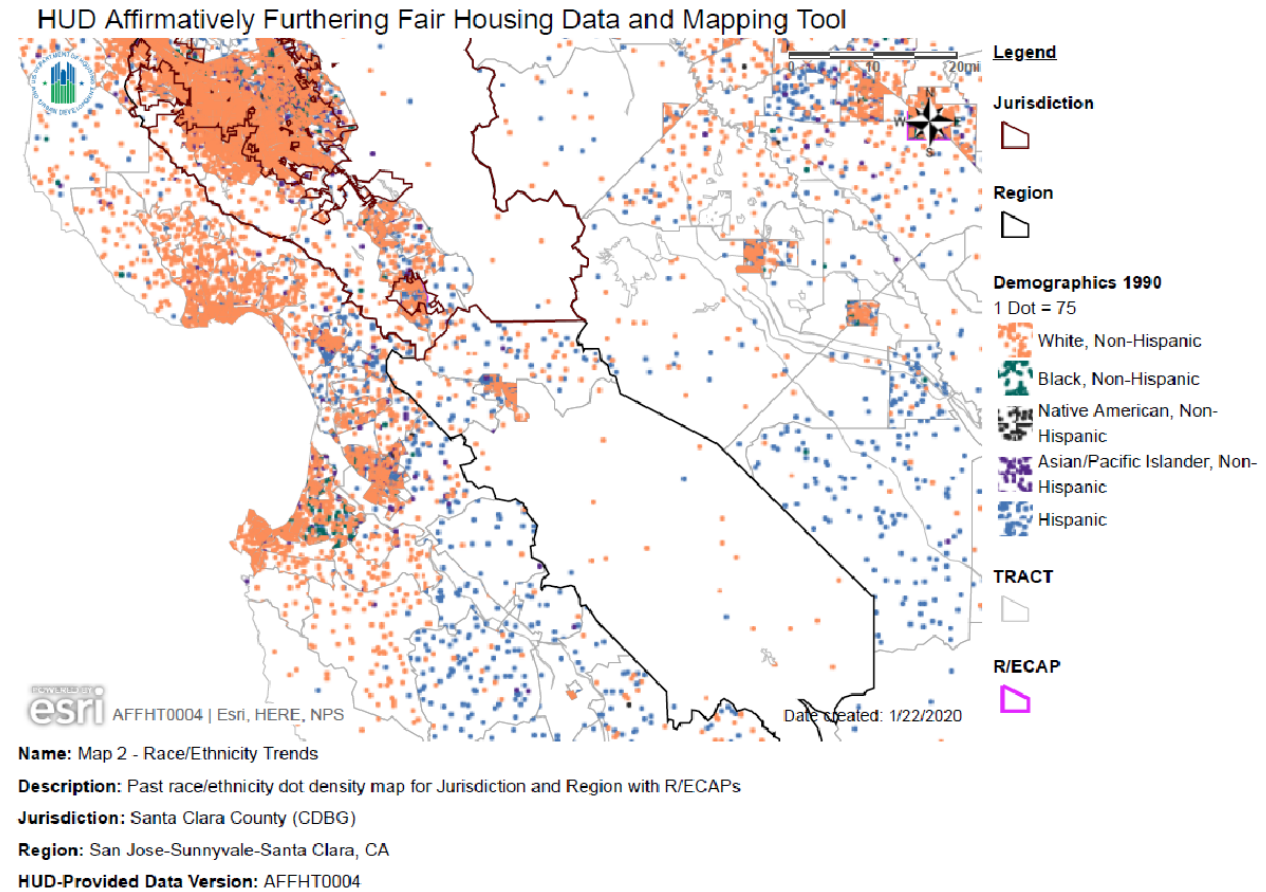 HUD Affirmatively Furthering Fair Housing Data and Mapping Tool
0 10 20mi
N
W E
S
Legend
Jurisdiction
Region
Demographics 1990
1 Dot = 75
White, Non-Hispanic
Black, Non-Hispanic
Native American, Non-
Hispanic
Asian/Pacific Islander, Non-
Hispanic
Hispanic
TRACT
R/ECAP
POWERED BY
esri
AFFHT0004 | Esri, HERE, NPS
Date created: 1/22/2020
Name: Map 2 - Race/Ethnicity Trends
Description: Past race/ethnicity dot density map for Jurisdiction and Region with R/ECAPs
Jurisdiction: Santa Clara County (CDBG)
Region: San Jose-Sunnyvale-Santa Clara, CA
HUD-Provided Data Version: AFFHT0004